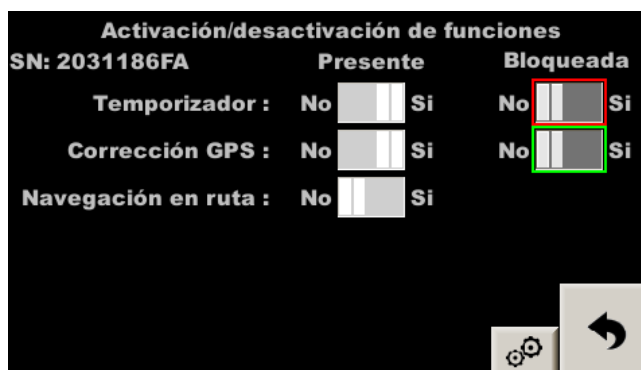 Activación/desactivación de funciones
SN: 2031186FA Presente Bloqueada
Temporizador : No Si No Si
Corrección GPS : No Si No Si
Navegación en ruta : No Si